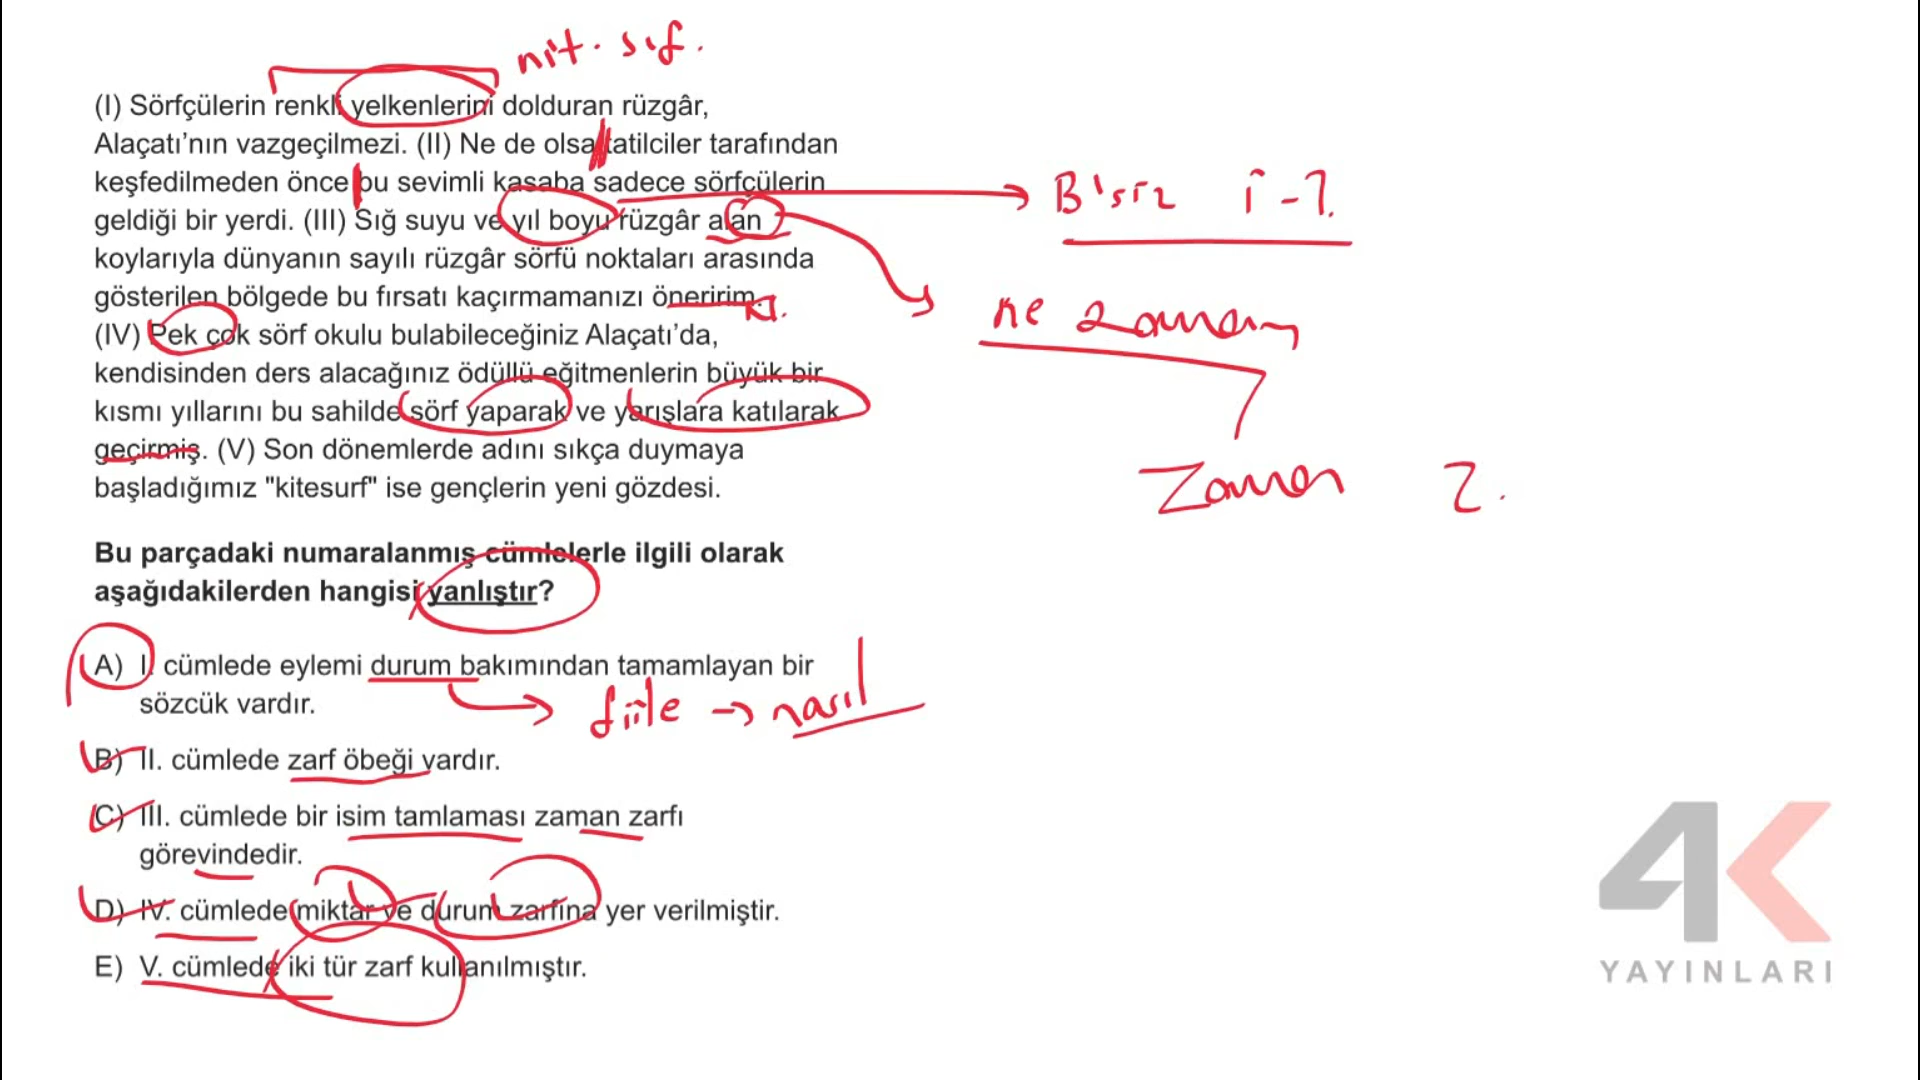 nit. sıf.
(I) Sörfçülerin renkli yelkenlerini dolduran rüzgâr,
Alaçatı’nın vazgeçilmezi. (II) Ne de olsa tatilciler tarafından
keşfedilmeden önce bu sevimli kasaba sadece sörfçülerin
geldiği bir yerdi. (III) Sığ suyu ve yıl boyu rüzgâr alan
koylarıyla dünyanın sayılı rüzgâr sörfü noktaları arasında
gösterilen bölgede bu fırsatı kaçırmamanızı öneririm.
(IV) Pek çok sörf okulu bulabileceğiniz Alaçatı’da,
kendisinden ders alacağınız ödüllü eğitmenlerin büyük bir
kısmı yıllarını bu sahilde sörf yaparak ve yarışlara katılarak
geçirmiş. (V) Son dönemlerde adını sıkça duymaya
başladığımız "kitesurf" ise gençlerin yeni gözdesi.
B'siz i-T.
ne zaman
Zaman Z.
Bu parçadaki numaralanmış cümlelerle ilgili olarak
aşağıdakilerden hangisi yanlıştır?
A) I. cümlede eylemi durum bakımından tamamlayan bir
sözcük vardır.
fiile → nasıl
B) II. cümlede zarf öbeği vardır.
C) III. cümlede bir isim tamlaması zaman zarfı
görevindedir.
D) IV. cümlede miktar ve durum zarfına yer verilmiştir.
E) V. cümlede iki tür zarf kullanılmıştır.
4K
YAYINLARI